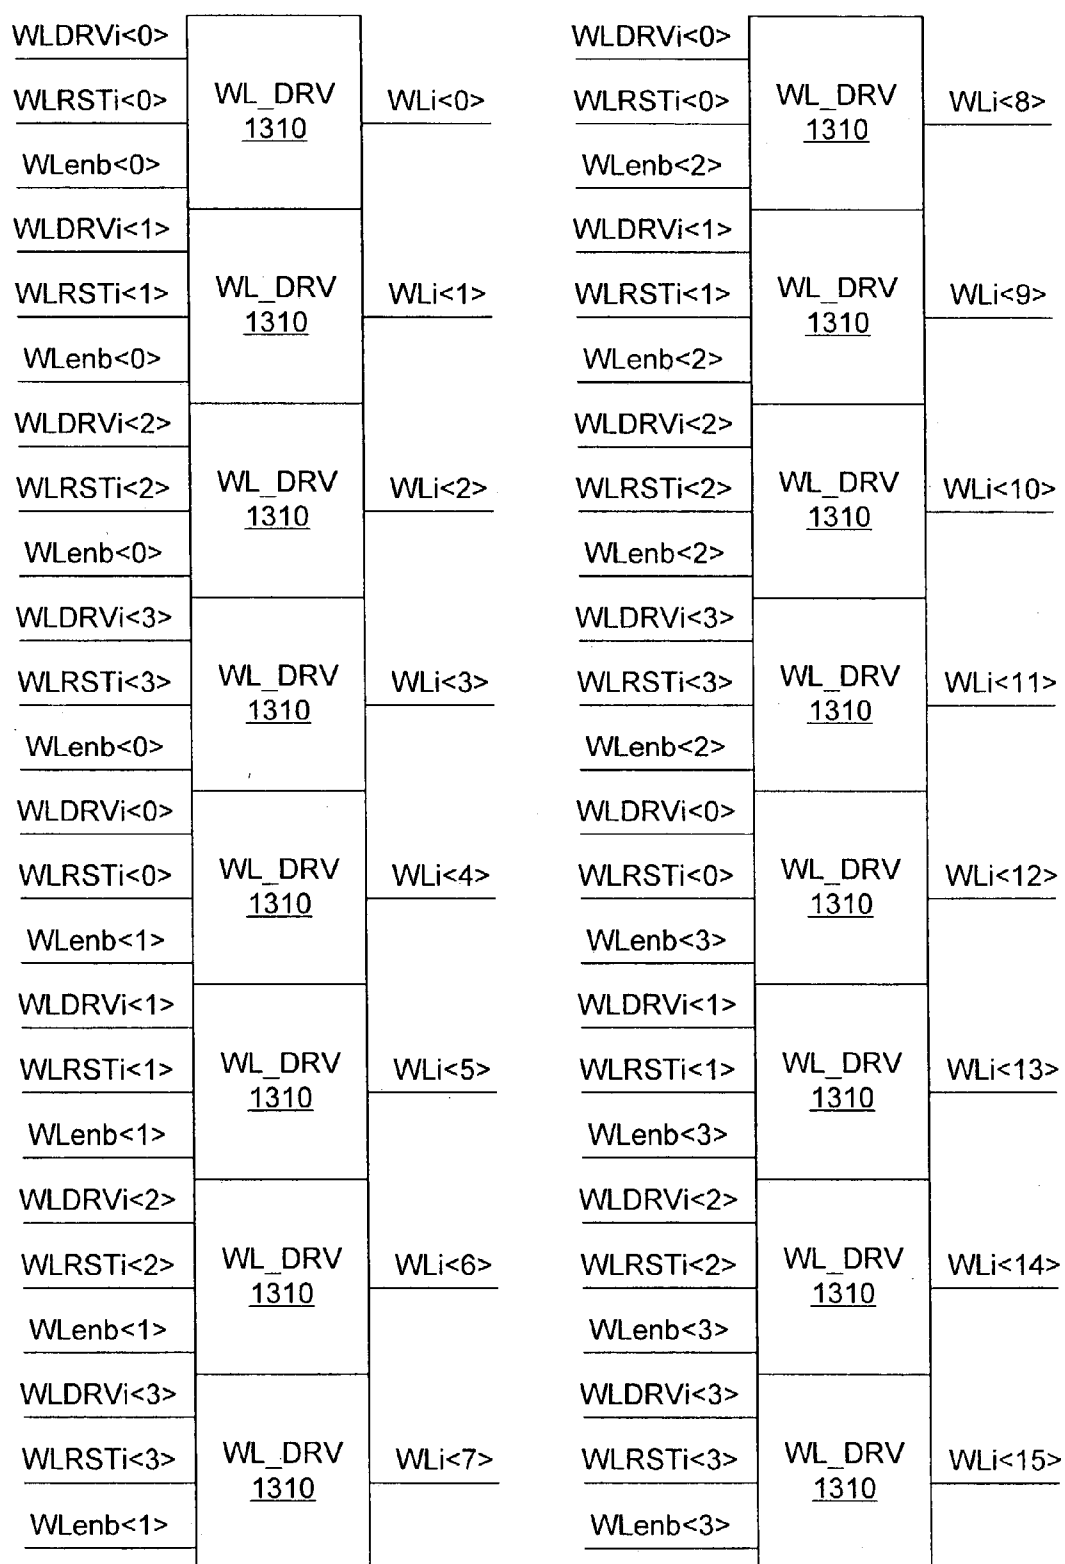 WLDRVi<0>
WLRSTi<0>
WLenb<0>
WL_DRV
1310
WLi<0>
WLDRVi<1>
WLRSTi<1>
WLenb<0>
WL_DRV
1310
WLi<1>
WLDRVi<2>
WLRSTi<2>
WLenb<0>
WL_DRV
1310
WLi<2>
WLDRVi<3>
WLRSTi<3>
WLenb<0>
WL_DRV
1310
WLi<3>
WLDRVi<0>
WLRSTi<0>
WLenb<1>
WL_DRV
1310
WLi<4>
WLDRVi<1>
WLRSTi<1>
WLenb<1>
WL_DRV
1310
WLi<5>
WLDRVi<2>
WLRSTi<2>
WLenb<1>
WL_DRV
1310
WLi<6>
WLDRVi<3>
WLRSTi<3>
WLenb<1>
WL_DRV
1310
WLi<7>
WLDRVi<0>
WLRSTi<0>
WLenb<2>
WL_DRV
1310
WLi<8>
WLDRVi<1>
WLRSTi<1>
WLenb<2>
WL_DRV
1310
WLi<9>
WLDRVi<2>
WLRSTi<2>
WLenb<2>
WL_DRV
1310
WLi<10>
WLDRVi<3>
WLRSTi<3>
WLenb<2>
WL_DRV
1310
WLi<11>
WLDRVi<0>
WLRSTi<0>
WLenb<3>
WL_DRV
1310
WLi<12>
WLDRVi<1>
WLRSTi<1>
WLenb<3>
WL_DRV
1310
WLi<13>
WLDRVi<2>
WLRSTi<2>
WLenb<3>
WL_DRV
1310
WLi<14>
WLDRVi<3>
WLRSTi<3>
WLenb<3>
WL_DRV
1310
WLi<15>